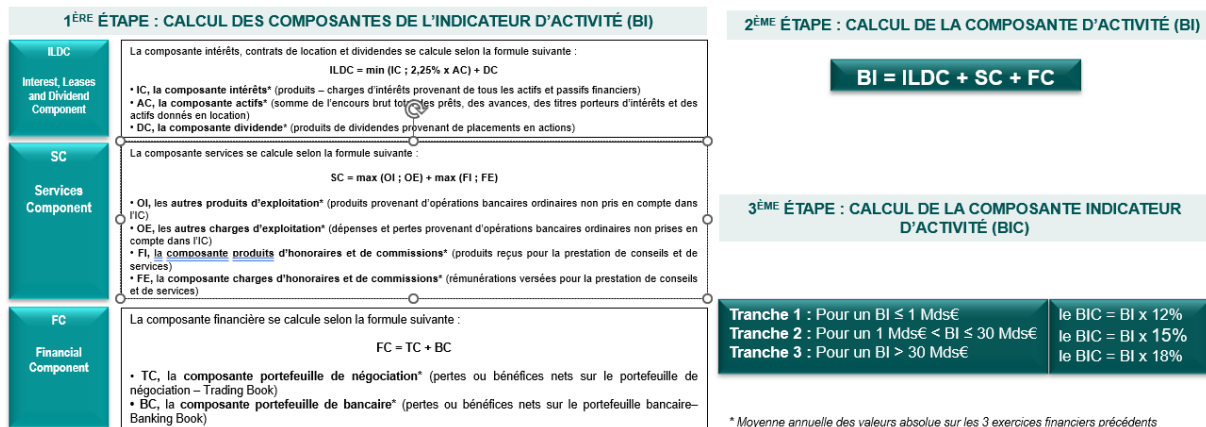 1ÈRE ÉTAPE : CALCUL DES COMPOSANTES DE L'INDICATEUR D'ACTIVITÉ (BI)
ILDC
Interest, Leases
and Dividend
Component
La composante intérêts, contrats de location et dividendes se calcule selon la formule suivante :
ILDC = min (IC ; 2,25% x AC) + DC
• IC, la composante intérêts* (produits – charges d'intérêts provenant de tous les actifs et passifs financiers)
• AC, la composante actifs* (somme de l'encours brut des prêts, des avances, des titres porteurs d'intérêts et des
actifs donnés en location)
• DC, la composante dividende* (produits de dividendes provenant de placements en actions)
SC
Services
Component
La composante services se calcule selon la formule suivante :
SC = max (OI ; OE) + max (FI ; FE)
• OI, les autres produits d'exploitation* (produits provenant d'opérations bancaires ordinaires non pris en compte dans
l'IC)
• OE, les autres charges d'exploitation* (dépenses et pertes provenant d'opérations bancaires ordinaires non prises en
compte dans l'IC)
• FI, la composante produits d'honoraires et de commissions* (produits reçus pour la prestation de conseils et de
services)
• FE, la composante charges d'honoraires et de commissions* (rémunérations versées pour la prestation de conseils
et de services)
FC
Financial
Component
La composante financière se calcule selon la formule suivante :
FC = TC + BC
• TC, la composante portefeuille de négociation* (pertes ou bénéfices nets sur le portefeuille de
négociation – Trading Book)
• BC, la composante portefeuille de bancaire* (pertes ou bénéfices nets sur le portefeuille bancaire–
Banking Book)
2ÈME ÉTAPE : CALCUL DE LA COMPOSANTE D'ACTIVITÉ (BI)
BI = ILDC + SC + FC
3ÈME ÉTAPE : CALCUL DE LA COMPOSANTE INDICATEUR
D'ACTIVITÉ (BIC)
Tranche 1 : Pour un BI ≤ 1 Mds€ le BIC = BI x 12%
Tranche 2 : Pour un 1 Mds€ < BI ≤ 30 Mds€ le BIC = BI x 15%
Tranche 3 : Pour un BI > 30 Mds€ le BIC = BI x 18%
* Moyenne annuelle des valeurs absolue sur les 3 exercices financiers précédents